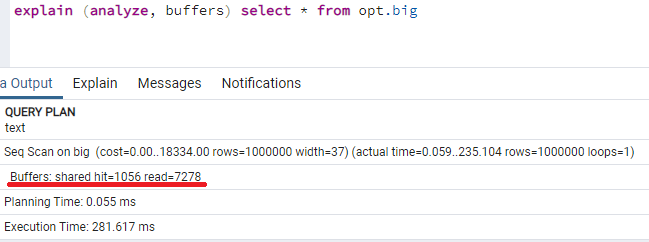 explain (analyze, buffers) select * from opt.big
a Output Explain Messages Notifications
QUERY PLAN
text
Seq Scan on big (cost=0.00..18334.00 rows=1000000 width=37) (actual time=0.059..235.104 rows=1000000 loops=1)
Buffers: shared hit=1056 read=7278
Planning Time: 0.055 ms
Execution Time: 281.617 ms